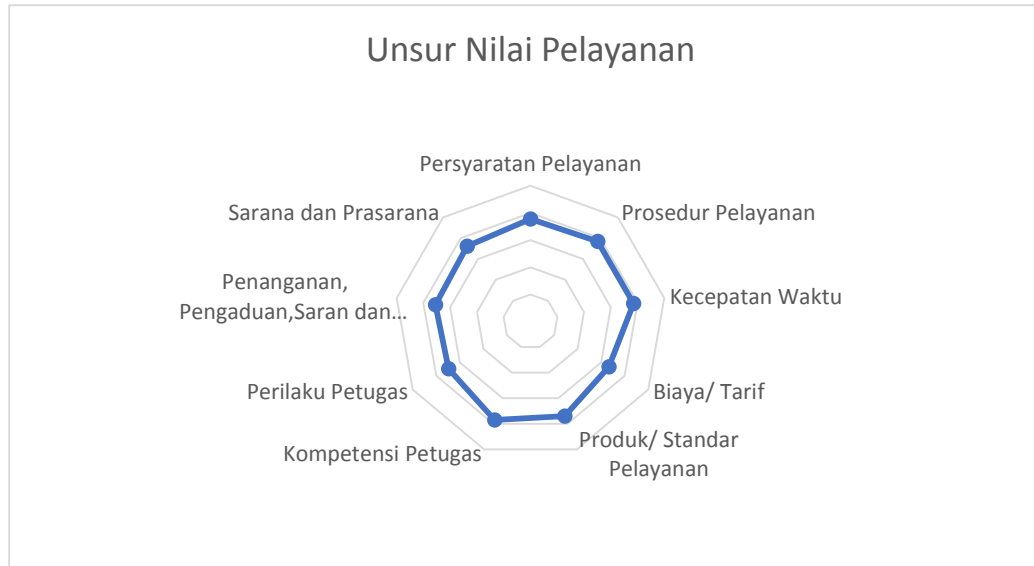 Unsur Nilai Pelayanan
Persyaratan Pelayanan
Prosedur Pelayanan
Kecepatan Waktu
Biaya/ Tarif
Produk/ Standar
Pelayanan
Kompetensi Petugas
Perilaku Petugas
Penanganan,
Pengaduan,Saran dan...
Sarana dan Prasarana